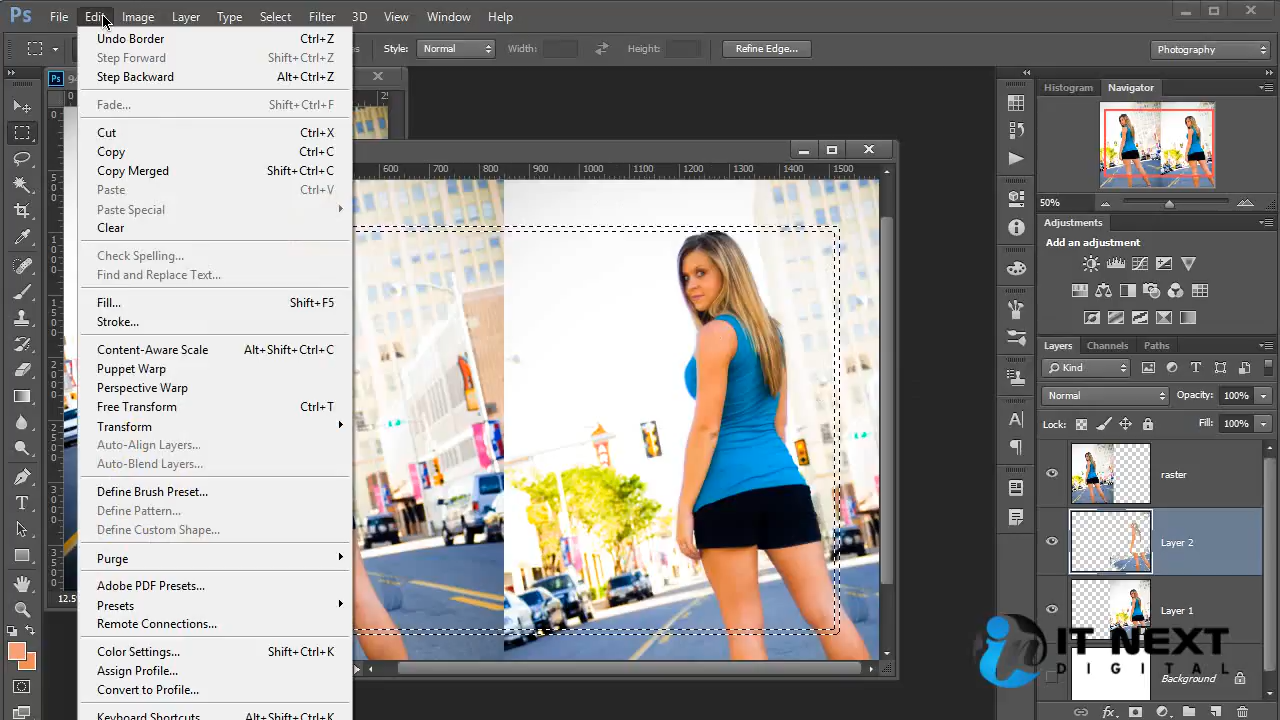 Ps File Edit Image Layer Type Select Filter 3D View Window Help
Style: Normal Width: Height: Refine Edge... Photography
Undo Border Ctrl+Z
Step Forward Shift+Ctrl+Z
Step Backward Alt+Ctrl+Z
Fade... Shift+Ctrl+F
Cut Ctrl+X
Copy Ctrl+C
Copy Merged Shift+Ctrl+C
Paste Ctrl+V
Paste Special
Clear
Check Spelling...
Find and Replace Text...
Fill... Shift+F5
Stroke...
Content-Aware Scale Alt+Shift+Ctrl+C
Puppet Warp
Perspective Warp
Free Transform Ctrl+T
Transform
Auto-Align Layers...
Auto-Blend Layers...
Define Brush Preset...
Define Pattern...
Define Custom Shape...
Purge
Adobe PDF Presets...
Presets
Remote Connections...
Color Settings... Shift+Ctrl+K
Assign Profile...
Convert to Profile...
Keyboard Shortcuts Alt+Shift+Ctrl+K
600 700 800 900 1000 1100 1200 1300 1400 1500
Histogram Navigator
50%
Adjustments
Add an adjustment
Layers Channels Paths
Kind
Normal Opacity: 100%
Lock: Fill: 100%
raster
Layer 2
Layer 1
Background
IT NEXT
DIGITAL